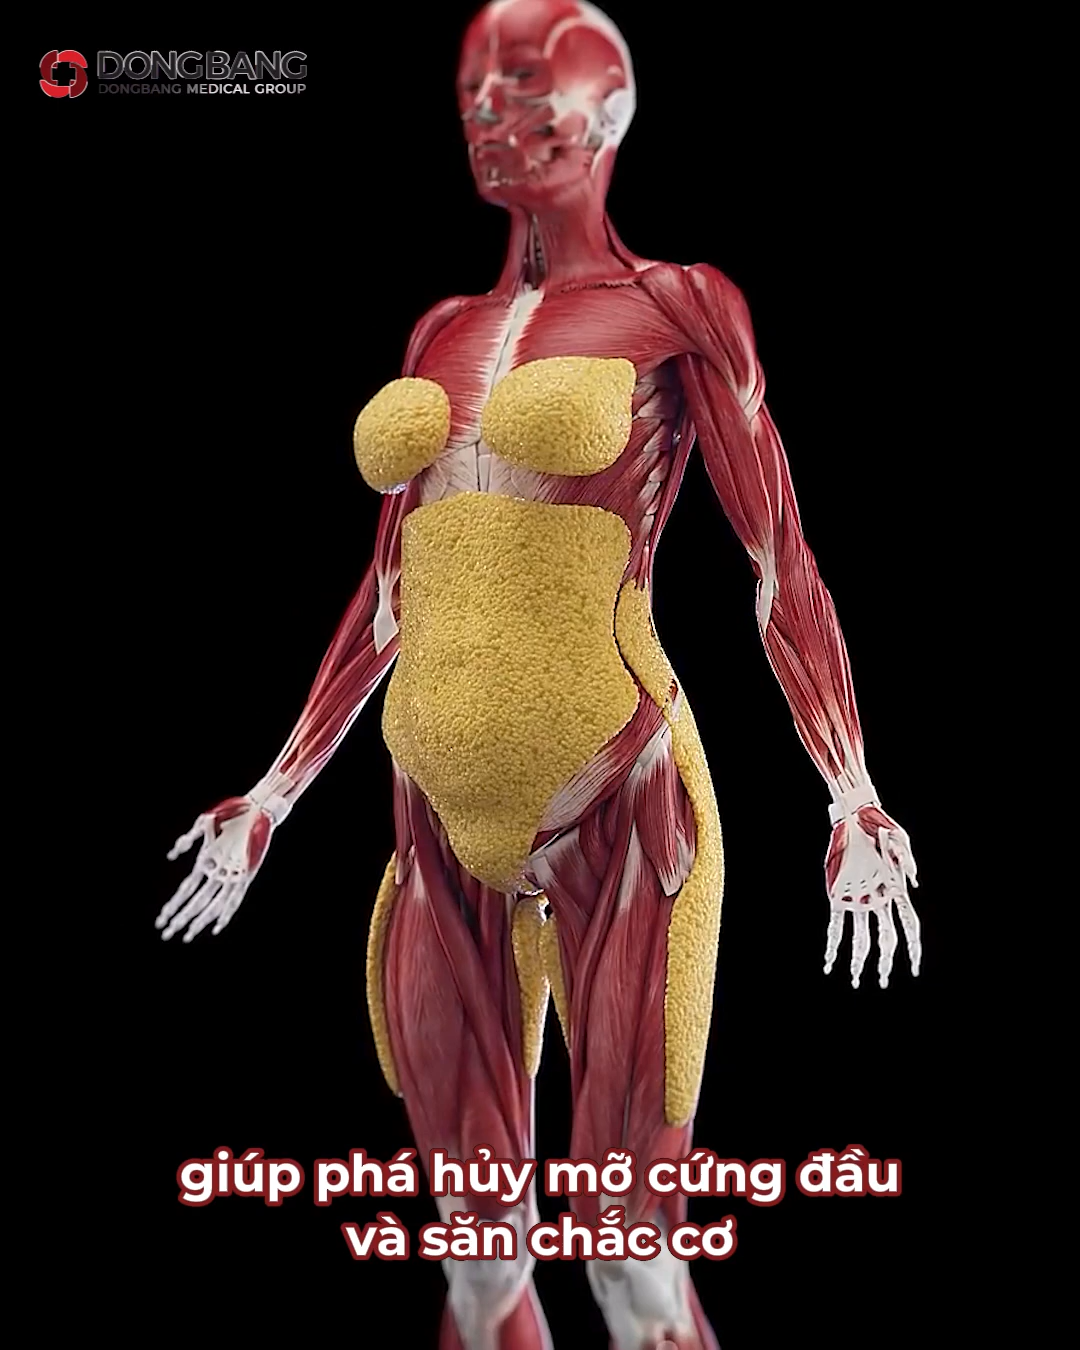 DONGBANG
DONGBANG MEDICAL GROUP
giúp phá hủy mỡ cứng đầu
và săn chắc cơ